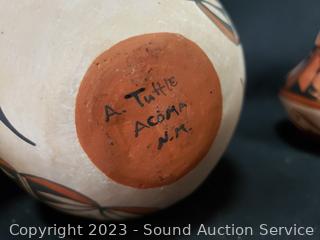 A. Tuttle
ACOMA
N.M.
Copyright 2023 - Sound Auction Service